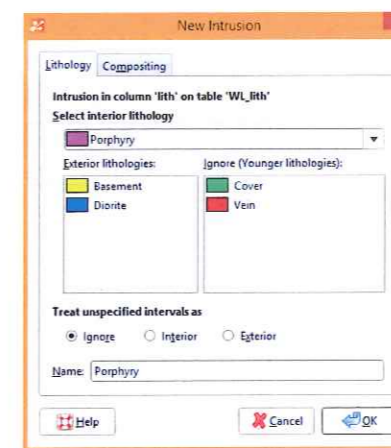 New Intrusion
Lithology Compositing
Intrusion in column 'lith' on table 'WL_lith'
Select interior lithology
Porphyry
Exterior lithologies: Ignore (Younger lithologies):
Basement Cover
Diorite Vein
Treat unspecified intervals as
Ignore Interior Exterior
Name: Porphyry
Help Cancel OK